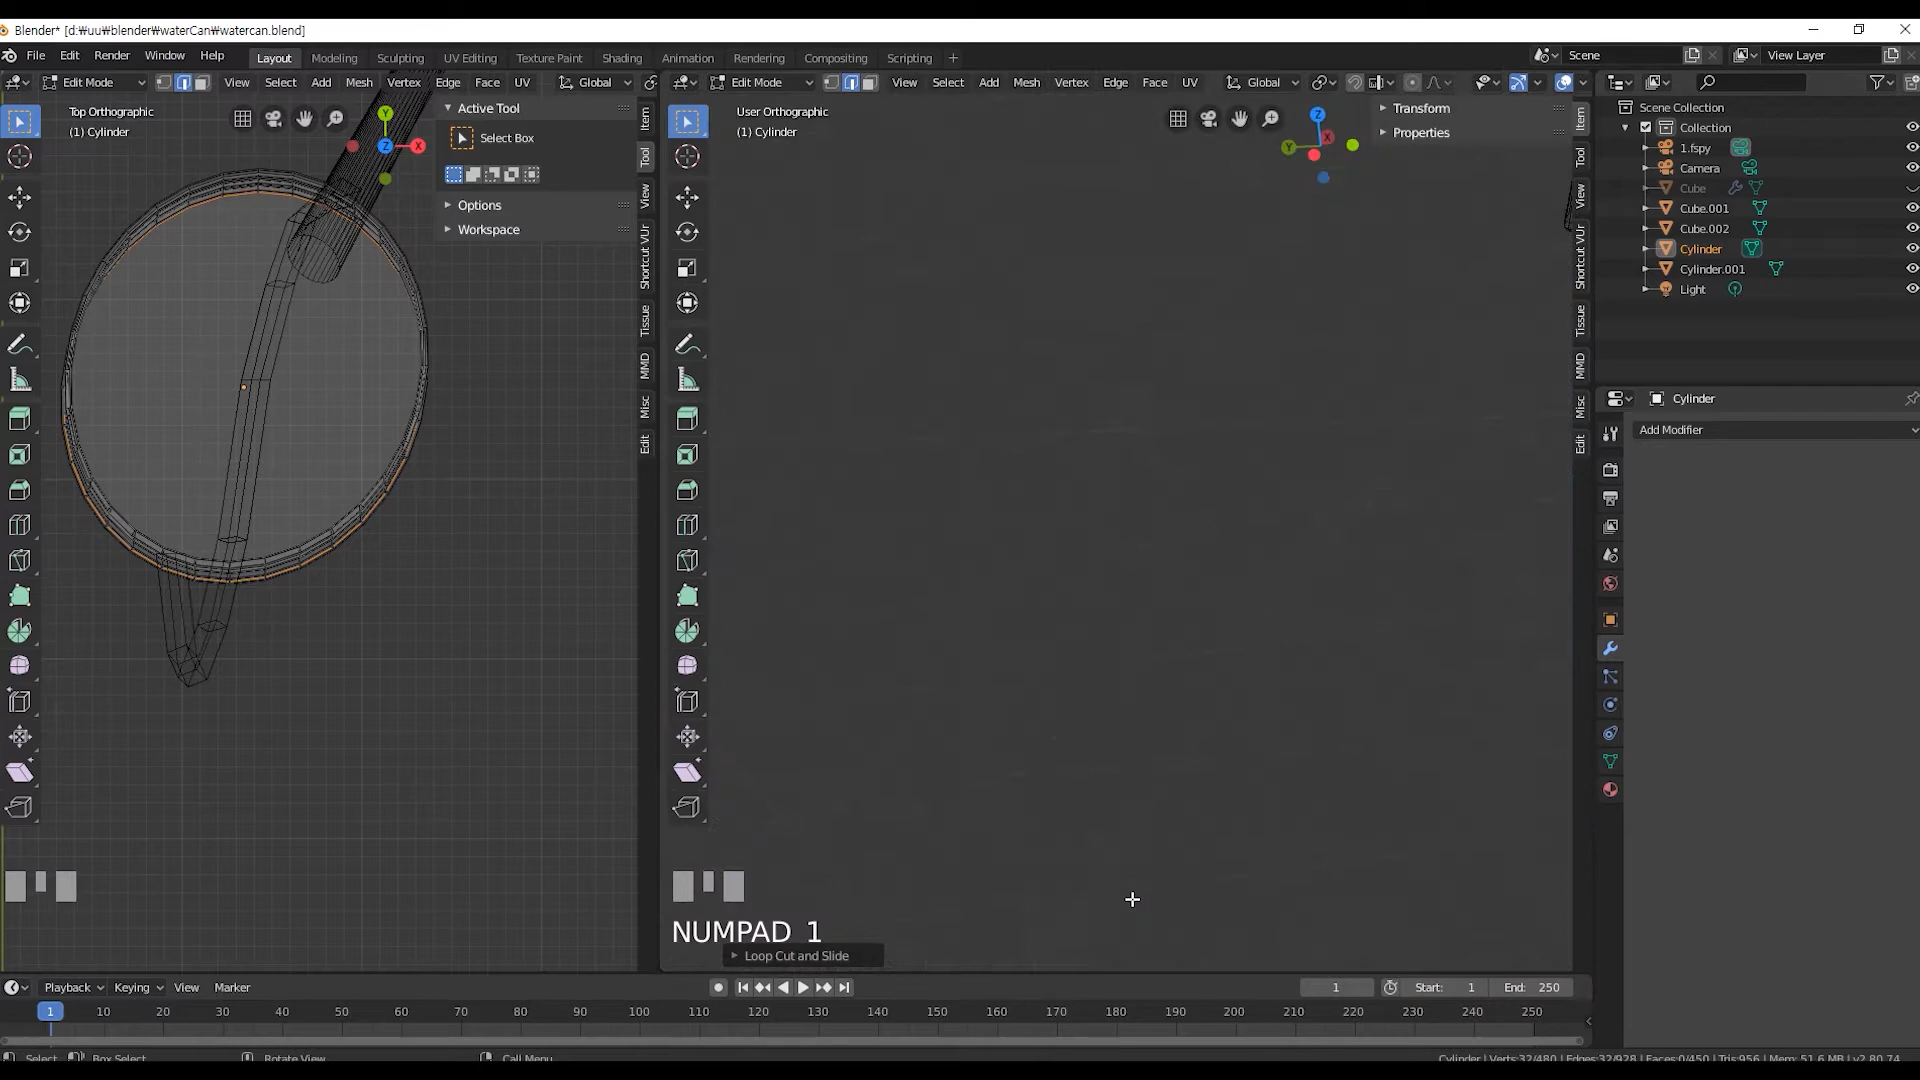 Blender* [d:₩uu₩blender₩waterCan₩watercan.blend]
File Edit Render Window Help Layout Modeling Sculpting UV Editing Texture Paint Shading Animation Rendering Compositing Scripting + Scene View Layer
Edit Mode View Select Add Mesh Vertex Edge Face UV Global
Edit Mode View Select Add Mesh Vertex Edge Face UV Global
Top Orthographic
(1) Cylinder
Y
Z
X
Active Tool
Select Box
Options
Workspace
Item
Tool
View
Shortcut VUr
Tissue
MMD
Misc
Edit
User Orthographic
(1) Cylinder
Z
Y
Transform
Properties
Item
Tool
View
Shortcut VUr
Tissue
MMD
Misc
Edit
Scene Collection
Collection
1.fspy
Camera
Cube
Cube.001
Cube.002
Cylinder
Cylinder.001
Light
Cylinder
Add Modifier
NUMPAD 1
Loop Cut and Slide
Playback Keying View Marker 1 Start: 1 End: 250
1 10 20 30 40 50 60 70 80 90 100 110 120 130 140 150 160 170 180 190 200 210 220 230 240 250
Select Box Select Rotate View Call Menu Cylinder | Verts:32/480 | Edges:32/928 | Faces:0/450 | Tris:956 | Mem: 51.6 MB | v2.80.74